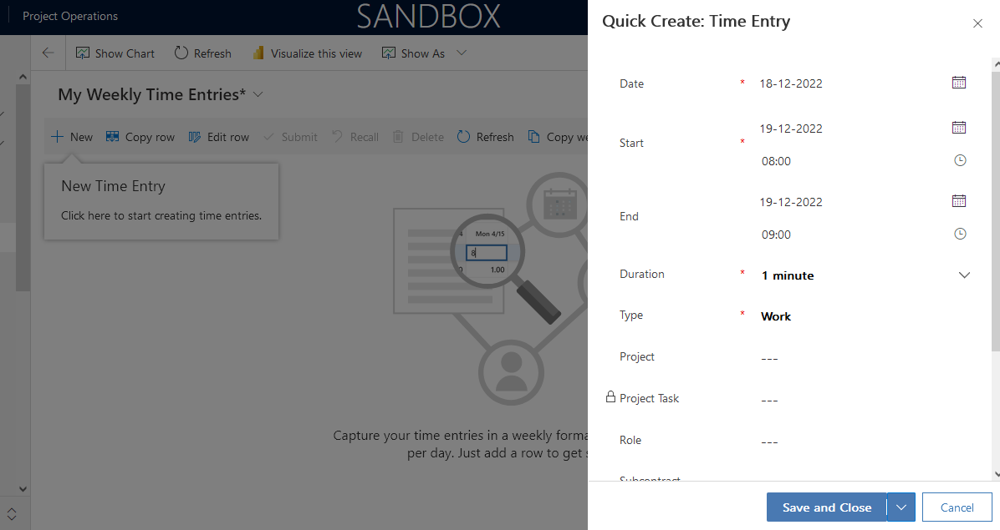 Project Operations
SANDBOX
Show Chart
Refresh
Visualize this view
Show As
My Weekly Time Entries*
New
Copy row
Edit row
Submit
Recall
Delete
Refresh
Copy we
New Time Entry
Click here to start creating time entries.
4 Mon 4/15
8
0 1.00
Capture your time entries in a weekly forma
per day. Just add a row to get s
Quick Create: Time Entry
Date * 18-12-2022
Start * 19-12-2022
08:00
End 19-12-2022
09:00
Duration * 1 minute
Type * Work
Project ---
Project Task ---
Role ---
Subcontract
Save and Close
Cancel